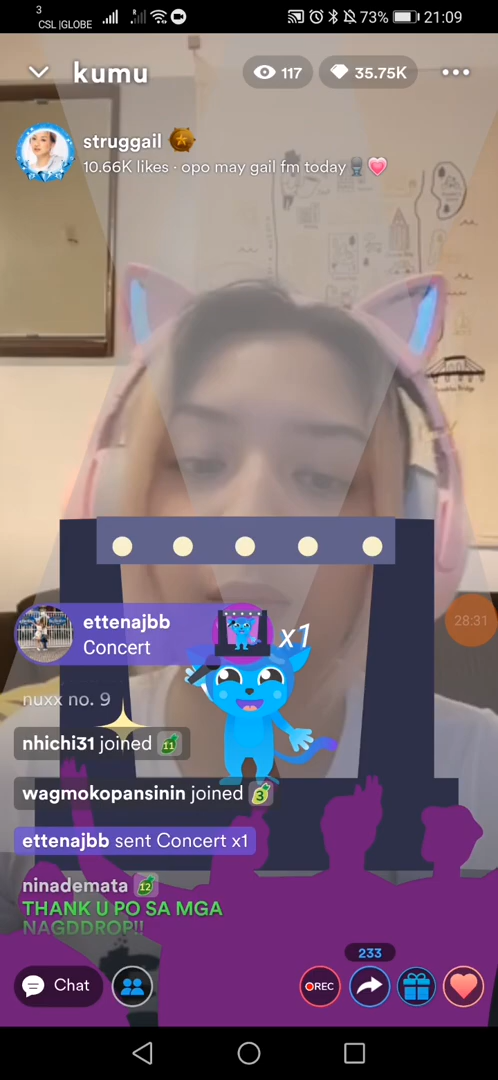 3
CSL |GLOBE
73%
21:09
kumu
117
35.75K
struggail
10.66K likes · opo may gail fm today
28:31
ettenajbb
Concert
x1
nuxx no. 9
nhichi31 joined 11
wagmokopansinin joined 3
ettenajbb sent Concert x1
ninademata 12
THANK U PO SA MGA
NAGDDROP!!
233
Chat
REC